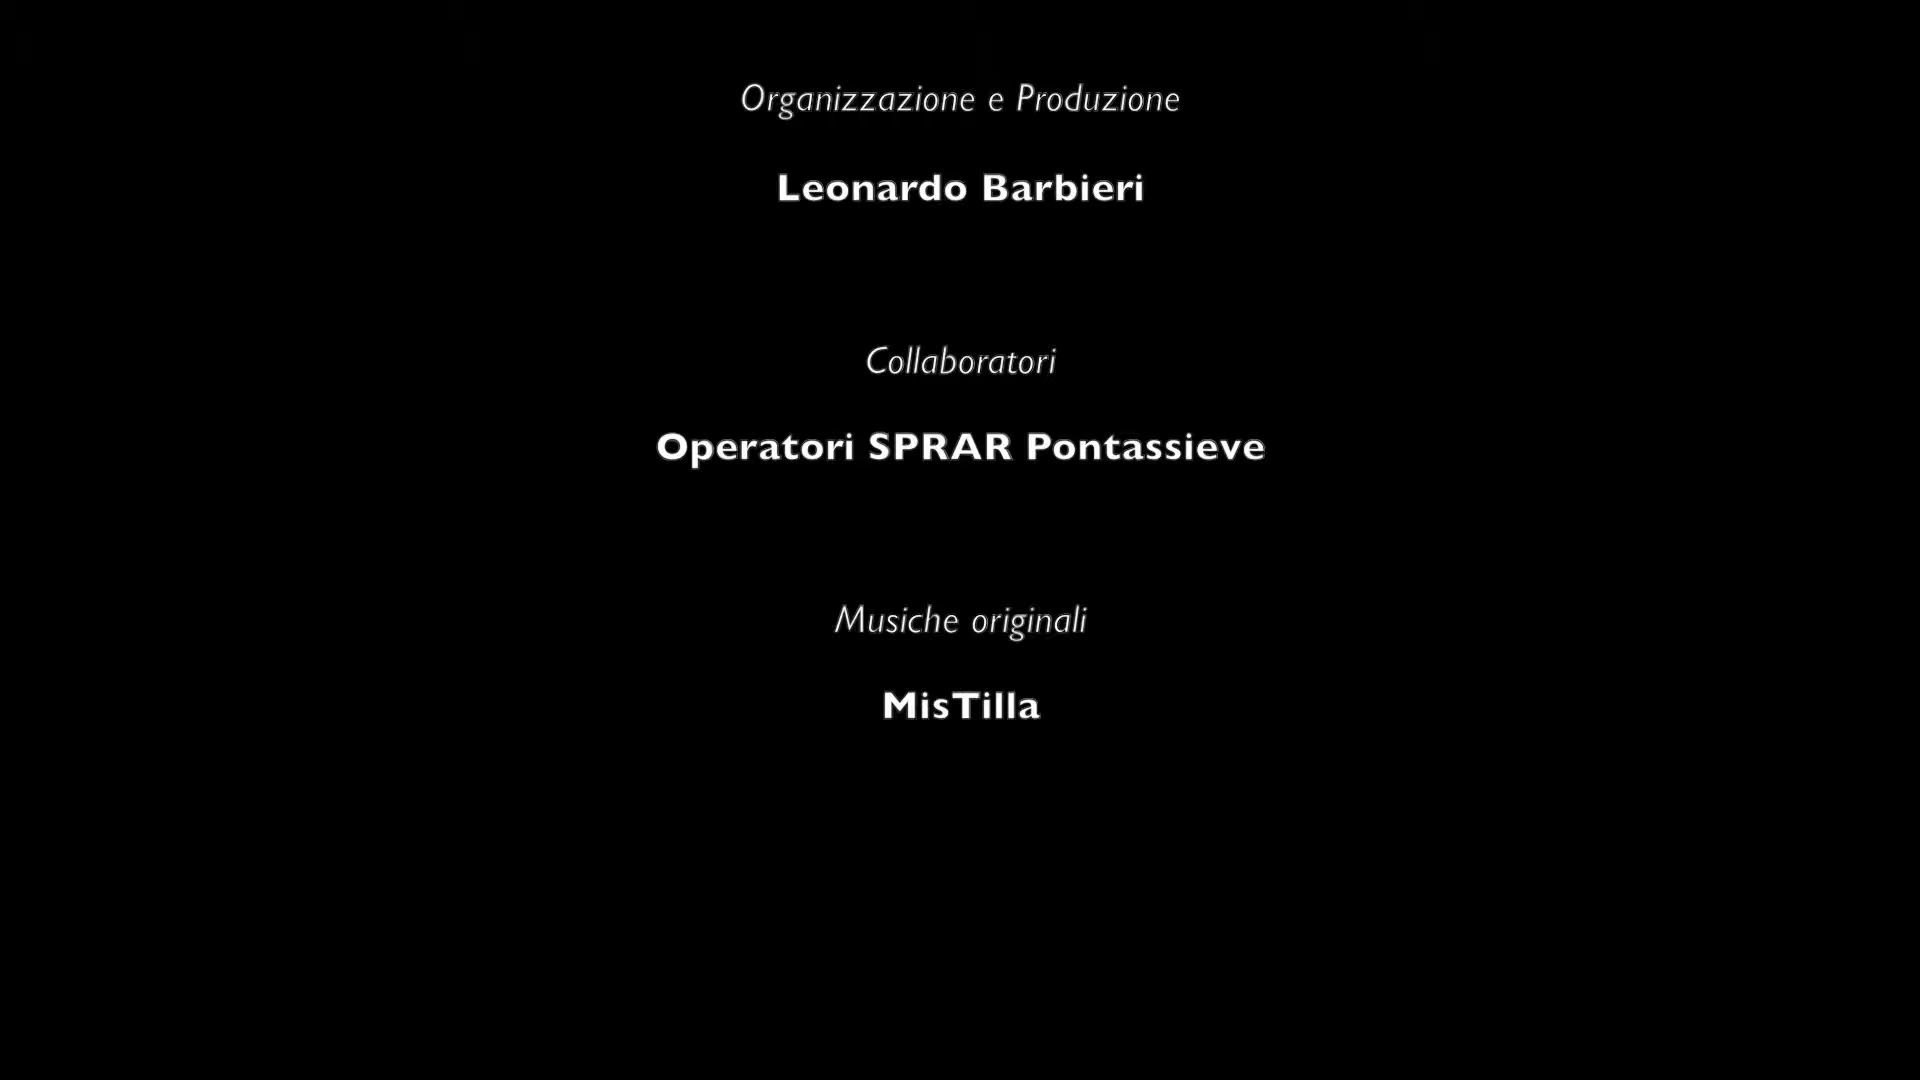 Organizzazione e Produzione
Leonardo Barbieri
Collaboratori
Operatori SPRAR Pontassieve
Musiche originali
MisTilla